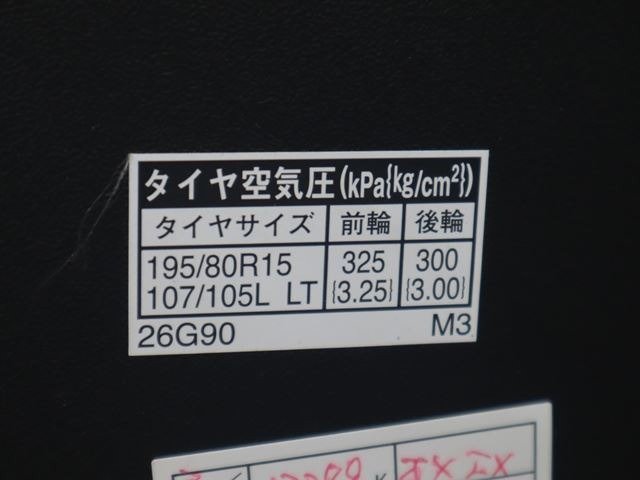 タイヤ空気圧(kPa{kg/cm²})
タイヤサイズ 前輪 後輪
195/80R15 325 300
107/105L LT {3.25} {3.00}
26G90 M3